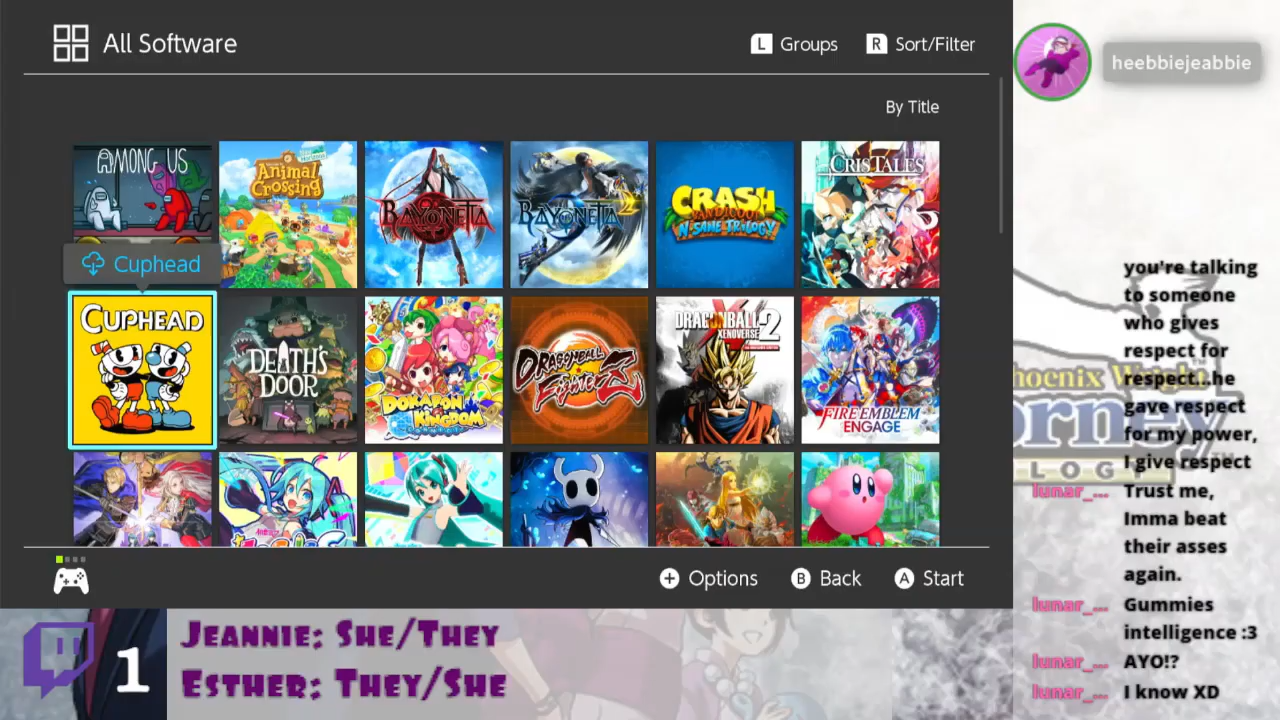 All Software
L Groups
R Sort/Filter
By Title
AMONG US
New Horizons
Animal Crossing
BAYONETTA
BAYONETTA 2
CRASH BANDICOOT
N-SANE TRILOGY
CRIS TALES
Cuphead
CUPHEAD
DEATH'S DOOR
DOKAPON KINGDOM
DRAGONBALL FIGHTERZ
DRAGONBALL XENOVERSE 2
FIRE EMBLEM ENGAGE
+ Options
B Back
A Start
heebbiejeabbie
you're talking
to someone
who gives
respect for
respect..he
gave respect
for my power,
I give respect
lunar_... Trust me,
Imma beat
their asses
again.
lunar_... Gummies
intelligence :3
lunar_... AYO!?
lunar_... I know XD
1
JEANNIE: SHE/THEY
ESTHER: THEY/SHE